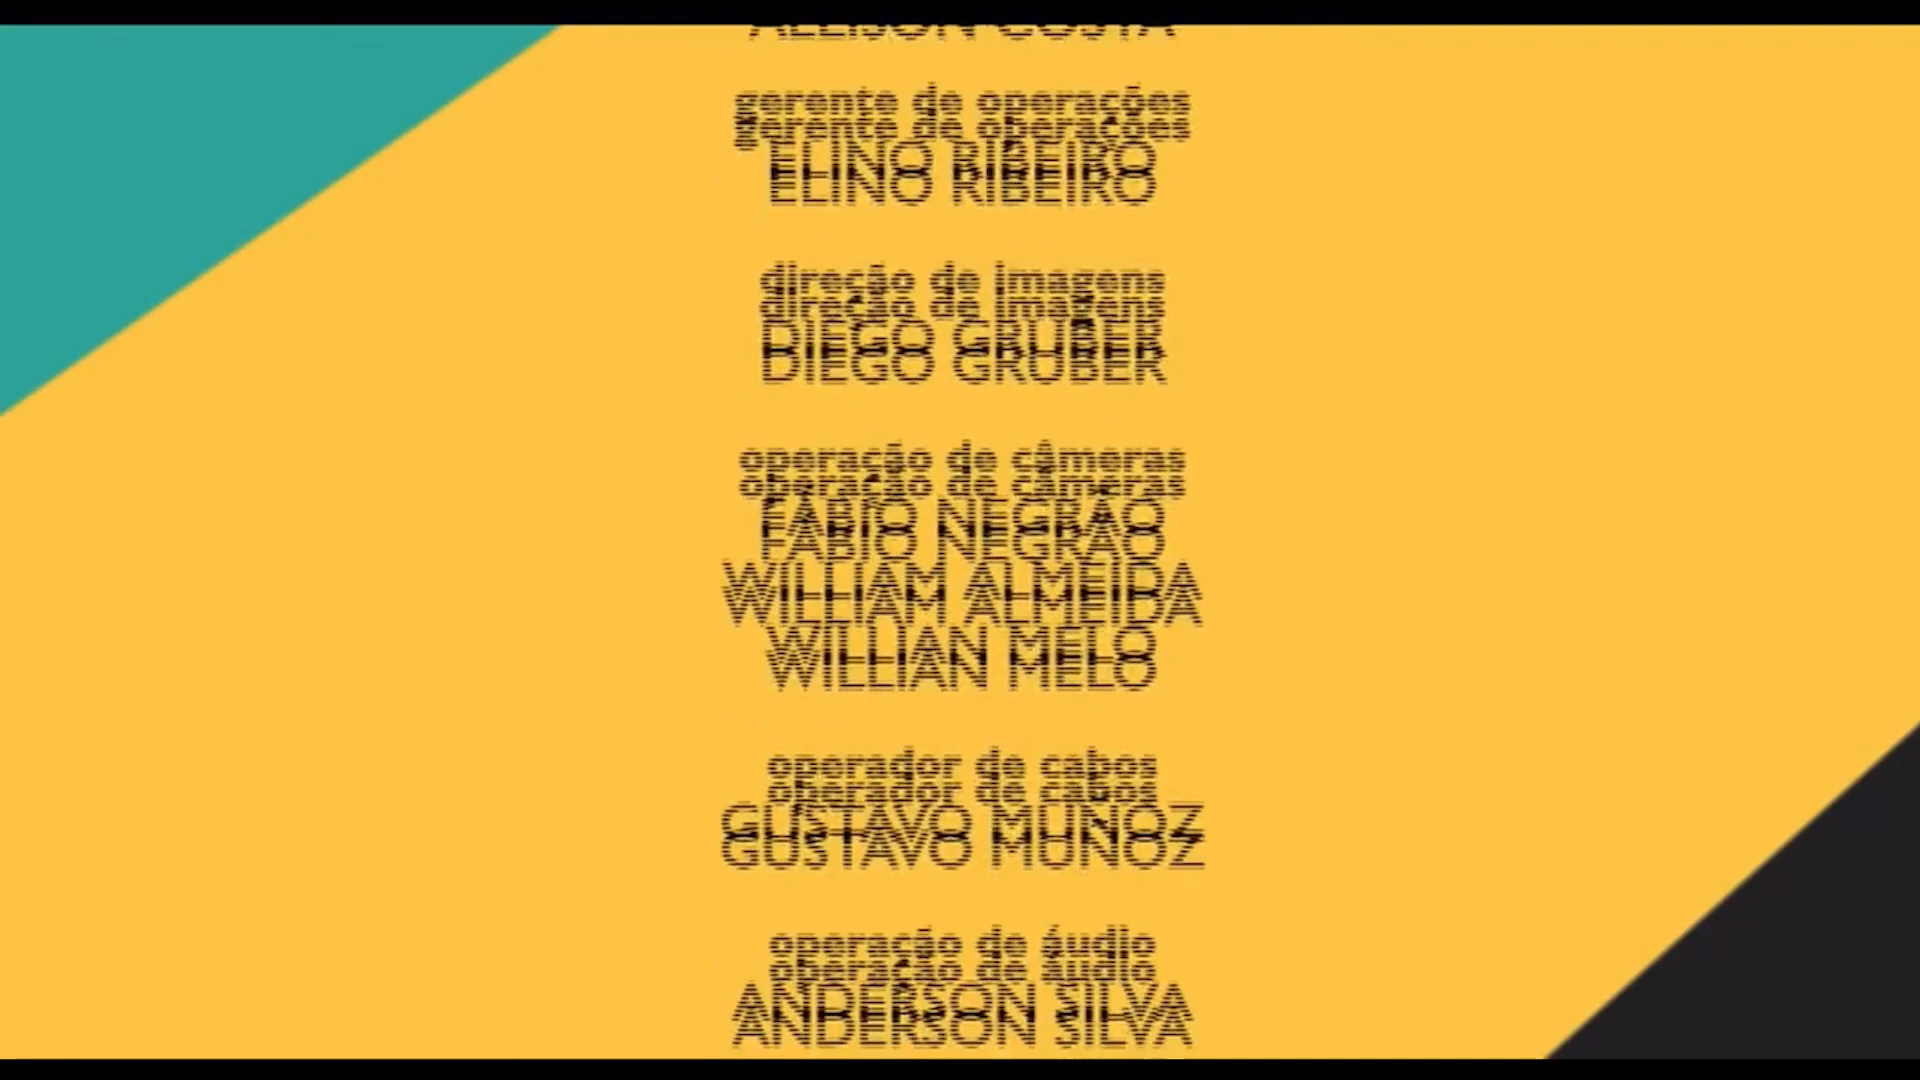 COSTA
gerente de operações
ELINO RIBEIRO
direção de imagens
DIEGO GRUBER
operação de câmeras
FABIO NEGRÃO
WILLIAM ALMEIDA
WILLIAN MELO
operador de cabos
GUSTAVO MUÑOZ
operação de áudio
ANDERSON SILVA